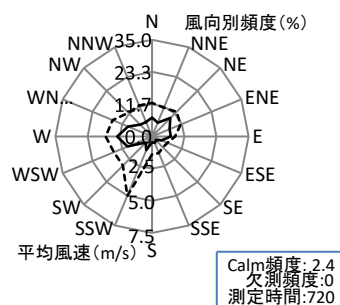 N
風向別頻度(%)
35.0
NNW
NNE
NW
23.3
NE
WN...
11.7
ENE
W
0.0
E
WSW
2.5
ESE
SW
5.0
SE
SSW
SSE
平均風速(m/s)
7.5
S
Calm頻度: 2.4
欠測頻度:0
測定時間:720